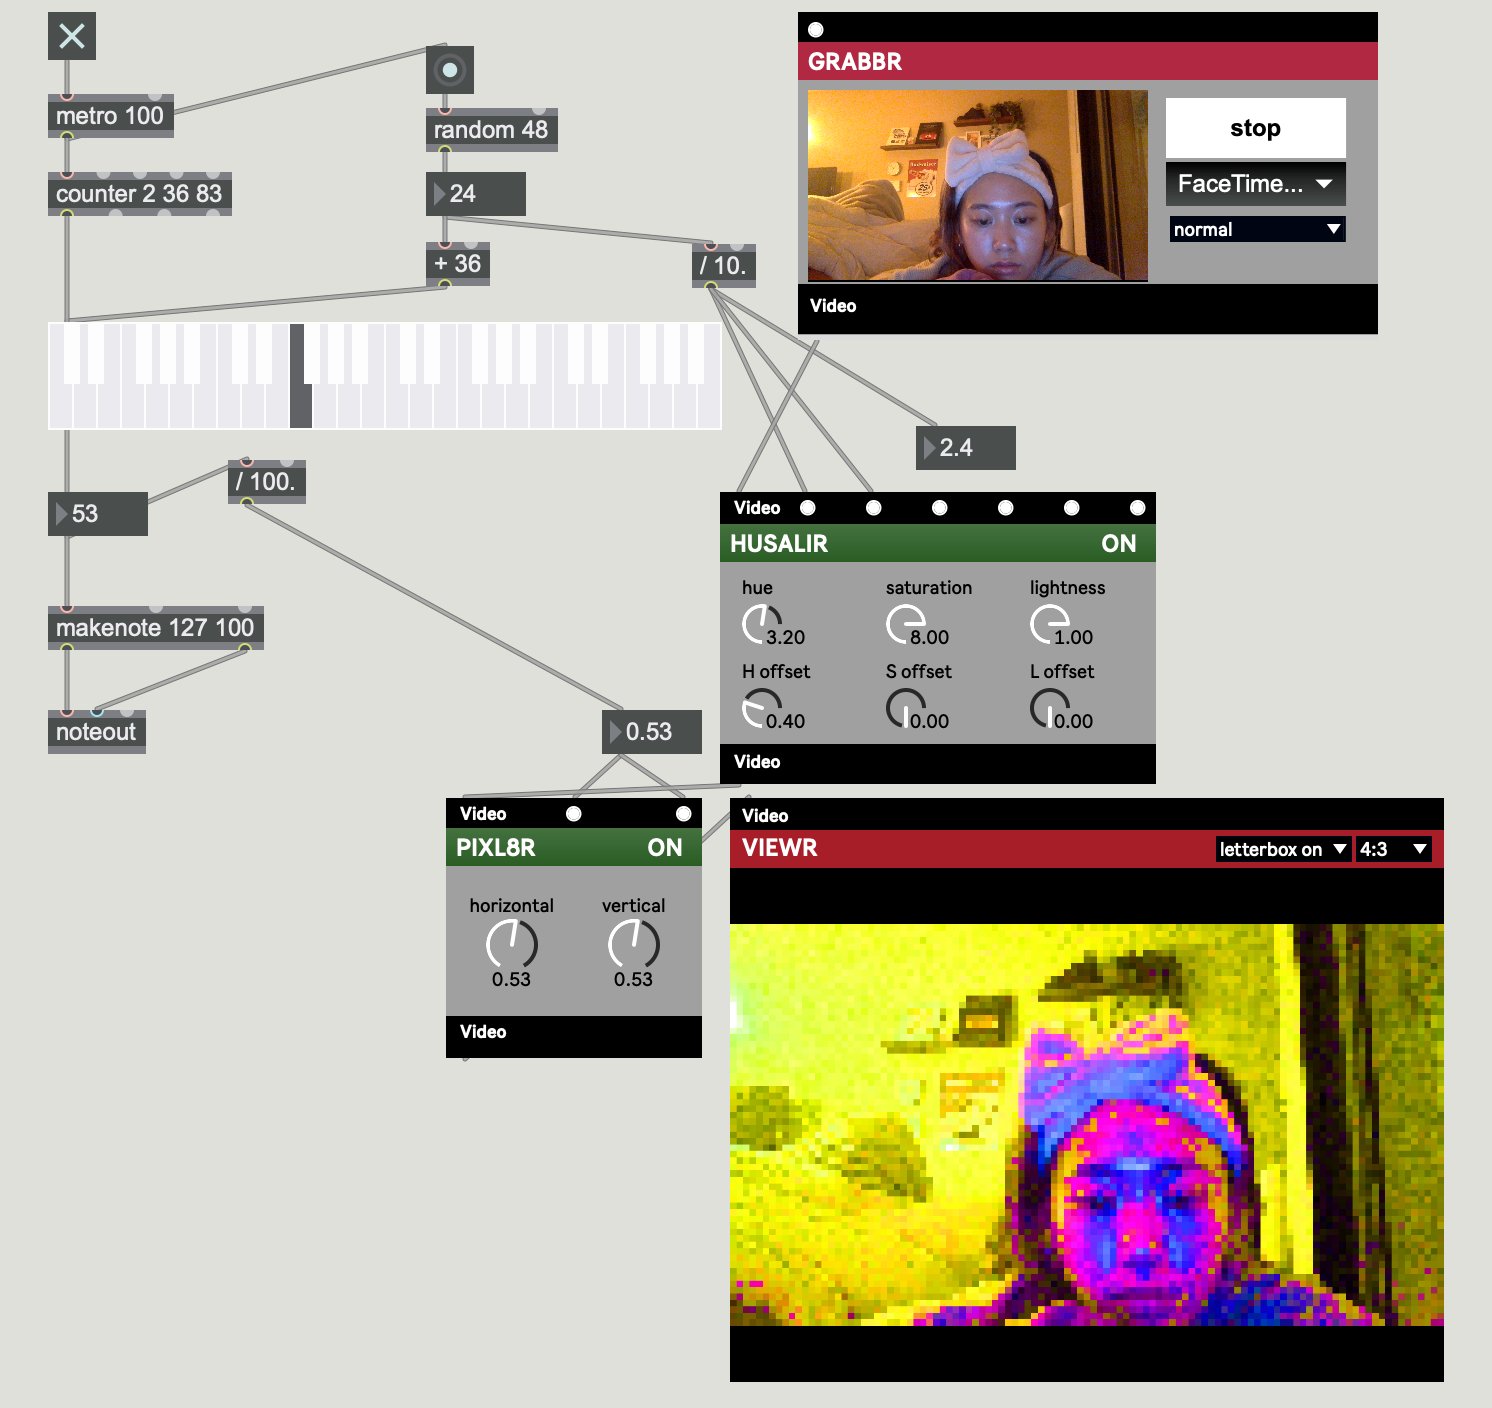 metro 100
counter 2 36 83
random 48
24
+ 36
/ 10.
GRABBR
stop
FaceTime...
normal
Video
53
/ 100.
2.4
makenote 127 100
noteout
0.53
Video
HUSALIR ON
hue saturation lightness
3.20 8.00 1.00
H offset S offset L offset
0.40 0.00 0.00
Video
Video
PIXL8R ON
horizontal vertical
0.53 0.53
Video
Video
VIEWR letterbox on 4:3